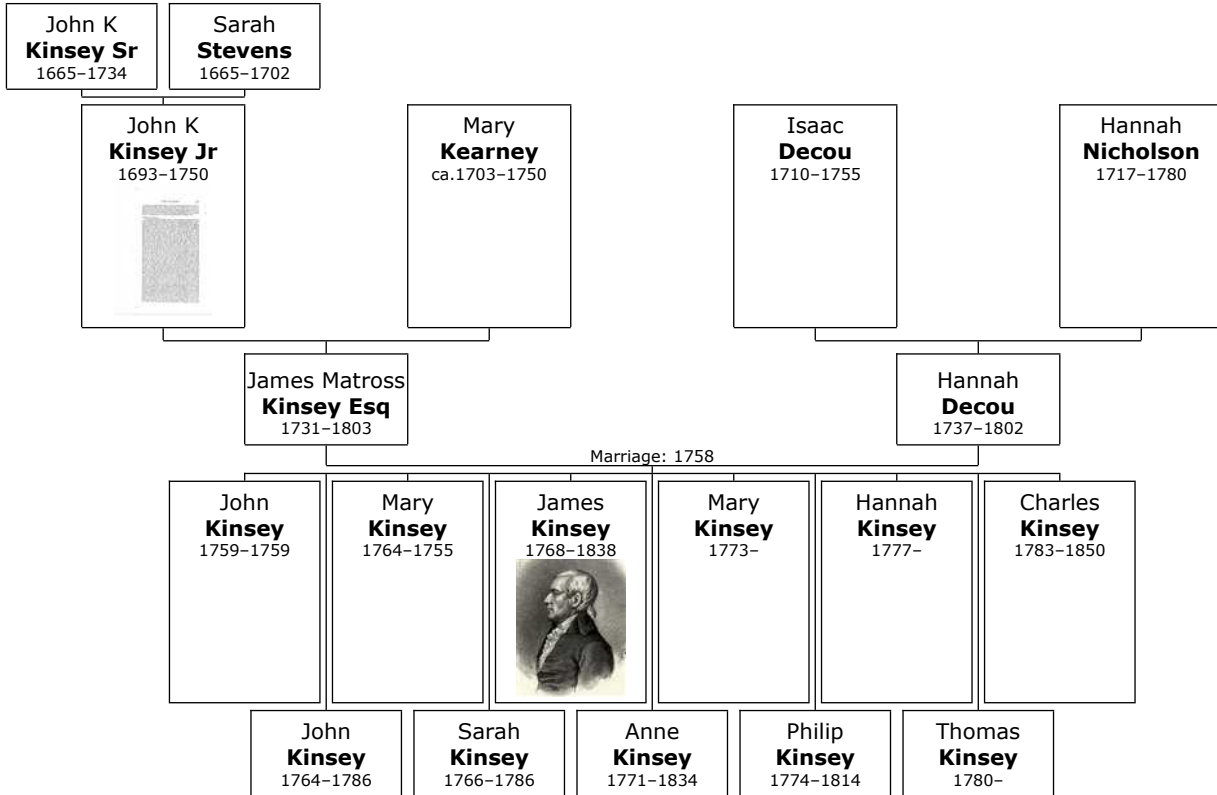 John K
Kinsey Sr
1665–1734
Sarah
Stevens
1665–1702
John K
Kinsey Jr
1693–1750
Mary
Kearney
ca.1703–1750
Isaac
Decou
1710–1755
Hannah
Nicholson
1717–1780
James Matross
Kinsey Esq
1731–1803
Hannah
Decou
1737–1802
Marriage: 1758
John
Kinsey
1759–1759
Mary
Kinsey
1764–1755
James
Kinsey
1768–1838
Mary
Kinsey
1773–
Hannah
Kinsey
1777–
Charles
Kinsey
1783–1850
John
Kinsey
1764–1786
Sarah
Kinsey
1766–1786
Anne
Kinsey
1771–1834
Philip
Kinsey
1774–1814
Thomas
Kinsey
1780–